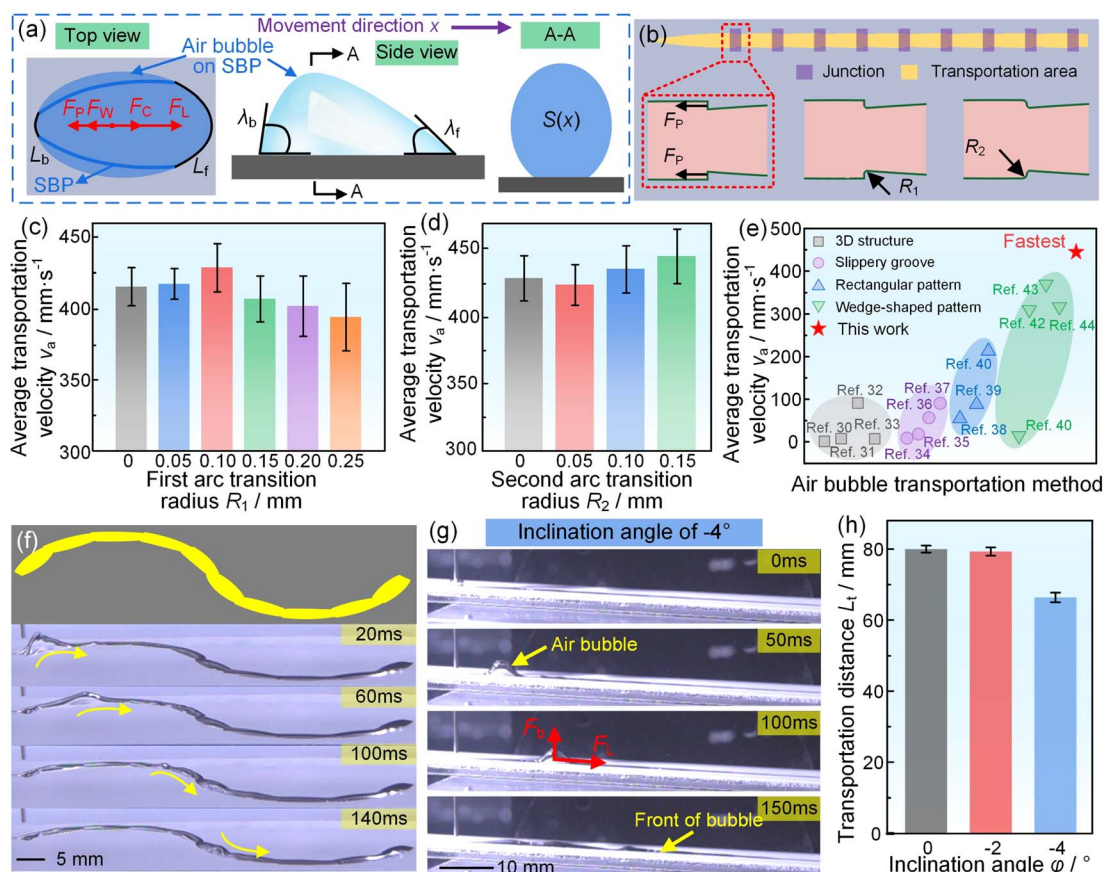 (a)
Top view
Air bubble
on SBP
Movement direction x
A
Side view
A-A
F_P
F_W
F_C
F_L
L_b
L_f
SBP
λ_b
λ_f
A
S(x)
(b)
Junction
Transportation area
F_P
F_P
R_1
R_2
(c)
Average transportation
velocity v_a / mm·s⁻¹
450
400
350
300
0
0.05
0.10
0.15
0.20
0.25
First arc transition
radius R_1 / mm
(d)
Average transportation
velocity v_a / mm·s⁻¹
450
400
350
300
0
0.05
0.10
0.15
Second arc transition
radius R_2 / mm
(e)
Average transportation
velocity v_a / mm·s⁻¹
500
400
300
200
100
0
3D structure
Slippery groove
Rectangular pattern
Wedge-shaped pattern
This work
Fastest
Ref. 43
Ref. 42
Ref. 44
Ref. 40
Ref. 37
Ref. 32
Ref. 36
Ref. 39
Ref. 30
Ref. 33
Ref. 38
Ref. 40
Ref. 35
Ref. 31
Ref. 34
Air bubble transportation method
(f)
20ms
60ms
100ms
140ms
5 mm
(g)
Inclination angle of -4°
0ms
50ms
Air bubble
100ms
F_b
F_L
150ms
Front of bubble
10 mm
(h)
Transportation distance L_t / mm
80
60
40
20
0
0
-2
-4
Inclination angle φ / °